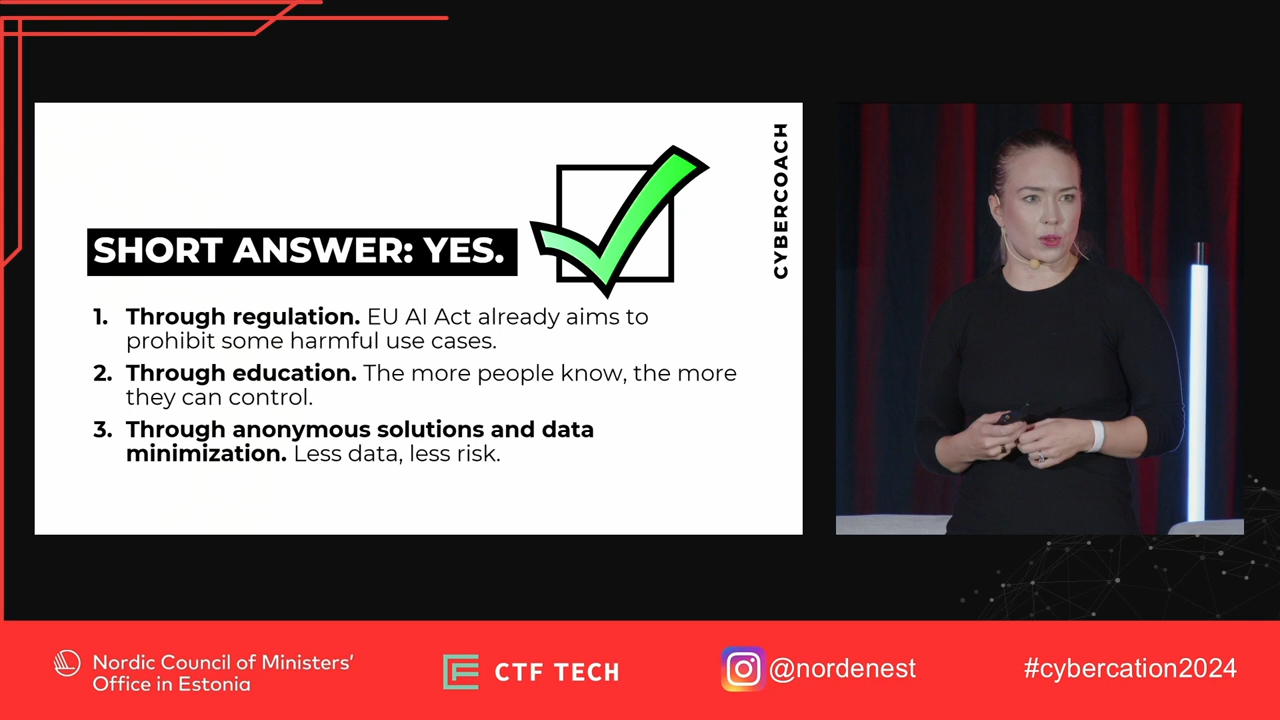 CYBERCOACH
SHORT ANSWER: YES.
1. Through regulation. EU AI Act already aims to
prohibit some harmful use cases.
2. Through education. The more people know, the more
they can control.
3. Through anonymous solutions and data
minimization. Less data, less risk.
Nordic Council of Ministers'
Office in Estonia
CTF TECH
@nordenest
#cybercation2024